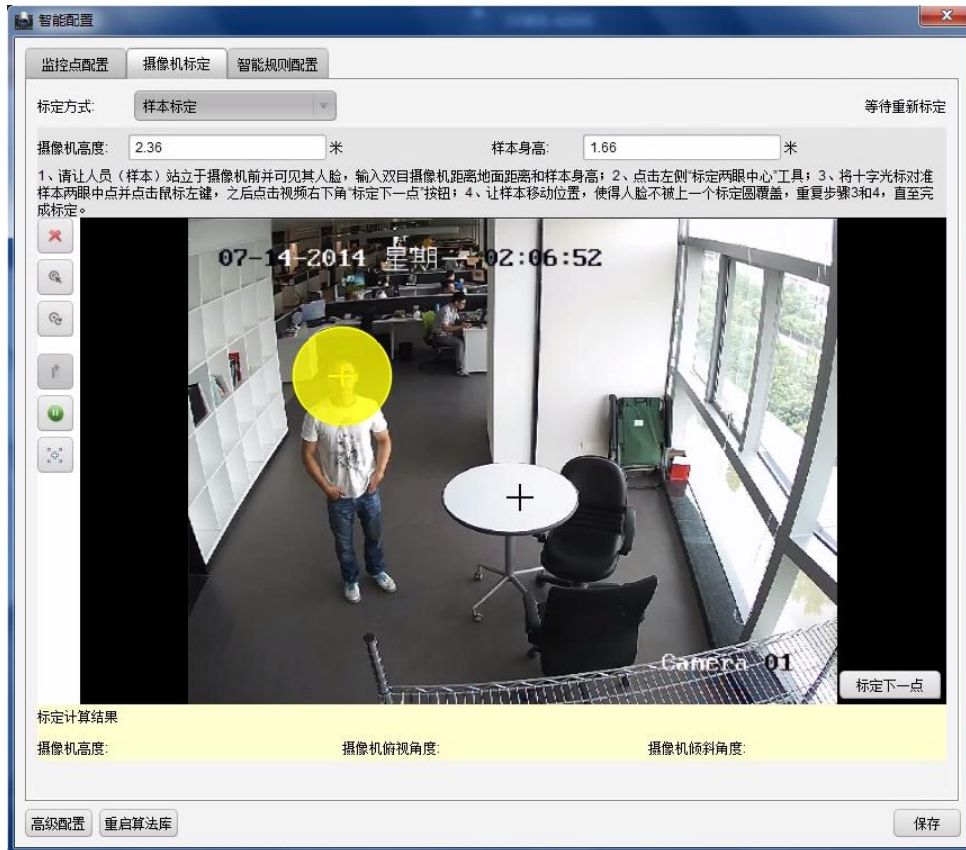 智能配置
监控点配置 摄像机标定 智能规则配置
标定方式: 样本标定 等待重新标定
摄像机高度: 2.36 米 样本身高: 1.66 米
1、请让人员（样本）站立于摄像机前并可见其人脸，输入双目摄像机距离地面距离和样本身高；2、点击左侧“标定两眼中心”工具；3、将十字光标对准
样本两眼中点并点击鼠标左键，之后点击视频右下角“标定下一点”按钮；4、让样本移动位置，使得人脸不被上一个标定圆覆盖，重复步骤3和4，直至完
成标定。
07-14-2014 星期一 02:06:52
Camera 01
标定下一点
标定计算结果
摄像机高度: 摄像机俯视角度: 摄像机倾斜角度:
高级配置 重启算法库 保存